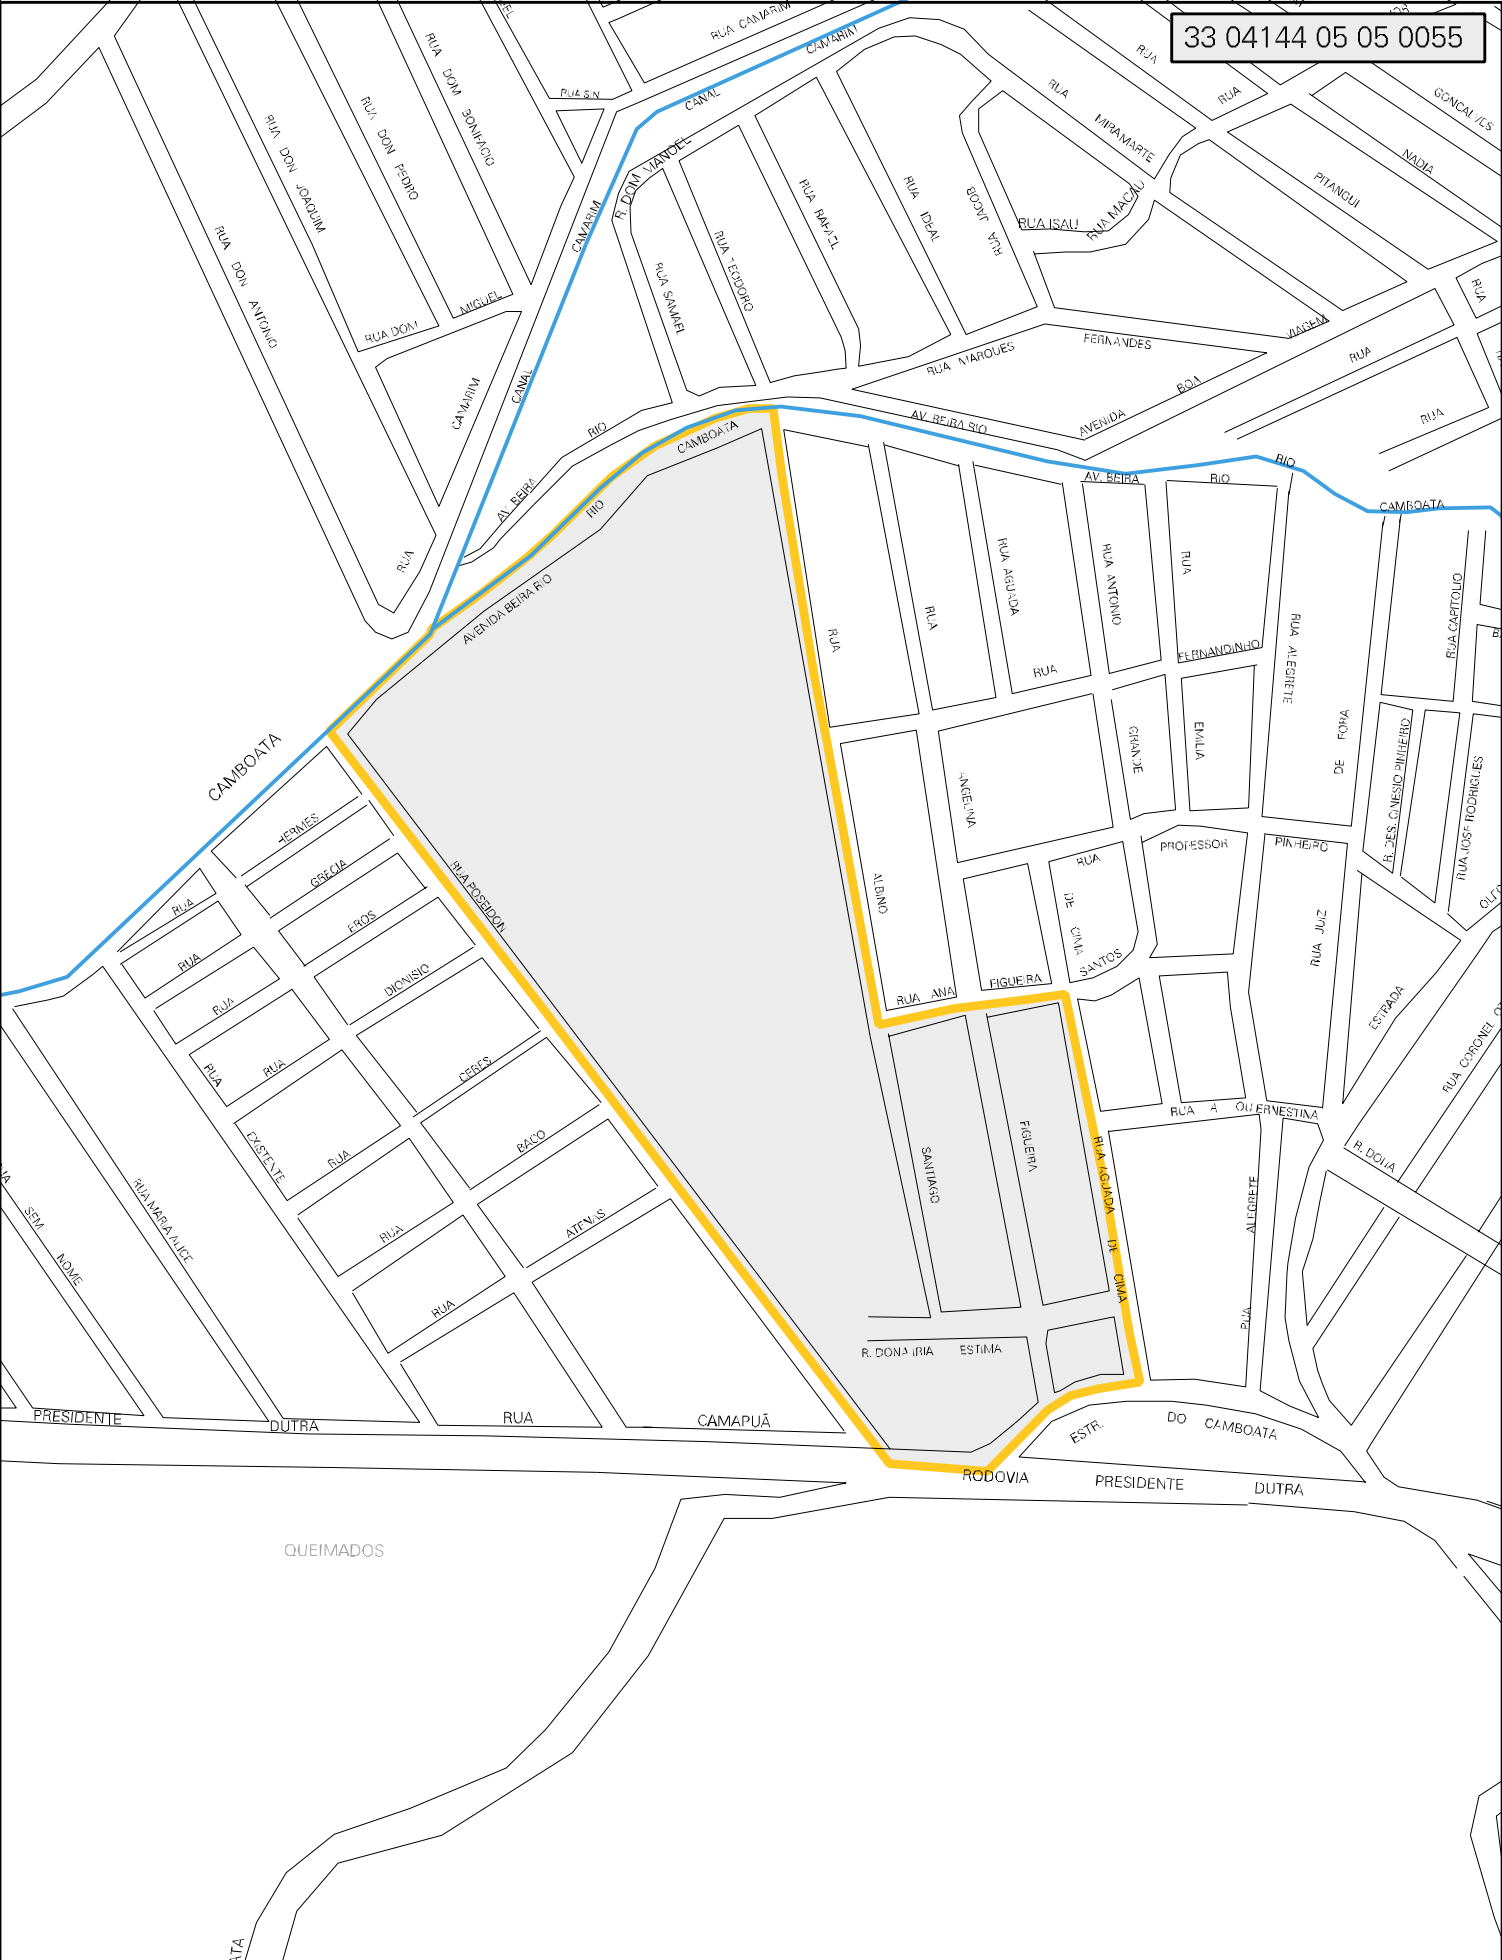 33 04144 05 05 0055
RUA CAMARIM
CAMARIM
CANAL
RUA S/N
RUA DOM BONIFACIO
RUA DON PEDRO
RUA DON JOAQUIM
RUA DON ANTONIO
RUA DOM MIGUEL
CAMARIM
CANAL
RUA CAMARIM
R. DOM MANOEL
RUA SAMAEL
RUA TEODORO
RUA RAFAEL
RUA IDEAL
RUA JACOB
RUA ISAU
RUA MACAU
RUA MIRAMARTE
RUA
RUA
GONCALVES
NADIA
PITANGUI
RUA
RUA
RUA
RUA MARQUES FERNANDES
AVENIDA BOA VIAGEM
AV. BEIRA RIO
RIO CAMBOATA
AV. BEIRA RIO
AV. BEIRA RIO
RIO CAMBOATA
AVENIDA BEIRA RIO
CAMBOATA
RUA ALBINO
RUA ANGELINA
RUA AGUADA
RUA ANTONIO
RUA EMILIA
RUA FERNANDINHO
GRANDE
RUA ALEGRETE
RUA JUIZ DE FORA
RUA CAPITOLIO
R. DES. GINESIO PINHEIRO
RUA JOSE RODRIGUES
RUA PROFESSOR PINHEIRO
DE CIMA
SANTOS
RUA ANA FIGUEIRA
ESTRADA
RUA CORONEL
R. DONA
RUA A OU ERNESTINA
RUA ALEGRETE
RUA AGUADA DE CIMA
FIGUEIRA
SANTIAGO
R. DONA IRIA ESTIMA
RUA POSEIDON
RUA HERMES
RUA GRECIA
RUA EROS
RUA DIONISIO
RUA CERES
RUA BACO
RUA ATENAS
RUA EXISTENTE
RUA MARIA ALICE
SEM NOME
PRESIDENTE DUTRA
RUA CAMAPUÃ
ESTR. DO CAMBOATA
RODOVIA PRESIDENTE DUTRA
QUEIMADOS